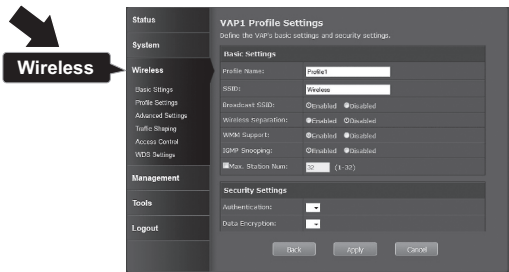 Wireless
Status
System
Wireless
Basic Sttings
Profile Settings
Advanced Settings
Traffic Shaping
Access Control
WDS Settings
Management
Tools
Logout
VAP1 Profile Settings
Define the VAP's basic settings and security settings.
Basic Settings
Profile Name: Profile1
SSID: Wireless
Broadcast SSID: Enabled Disabled
Wireless Separation: Enabled Disabled
WMM Support: Enabled Disabled
IGMP Snooping: Enabled Disabled
Max. Station Num: 32 (1-32)
Security Settings
Authentication:
Data Encryption:
Back Apply Cancel